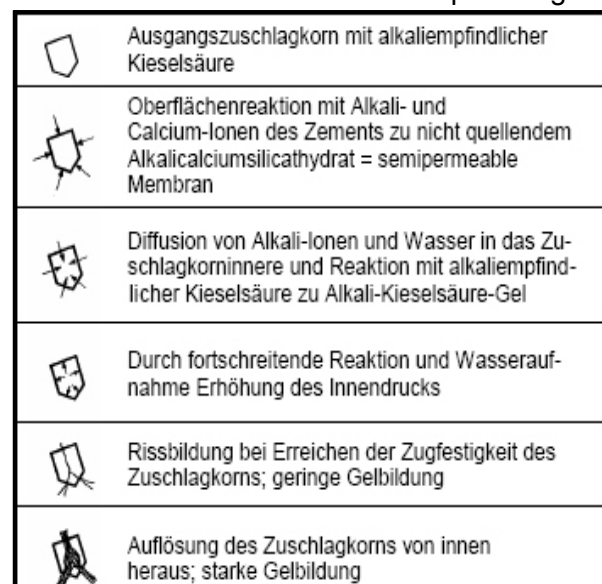 Ausgangszuschlagkorn mit alkaliempfindlicher
Kieselsäure
Oberflächenreaktion mit Alkali- und
Calcium-Ionen des Zements zu nicht quellendem
Alkalicalciumsilicathydrat = semipermeable
Membran
Diffusion von Alkali-Ionen und Wasser in das Zu-
schlagkorninnere und Reaktion mit alkaliempfind-
licher Kieselsäure zu Alkali-Kieselsäure-Gel
Durch fortschreitende Reaktion und Wasserauf-
nahme Erhöhung des Innendrucks
Rissbildung bei Erreichen der Zugfestigkeit des
Zuschlagkorns; geringe Gelbildung
Auflösung des Zuschlagkorns von innen
heraus; starke Gelbildung